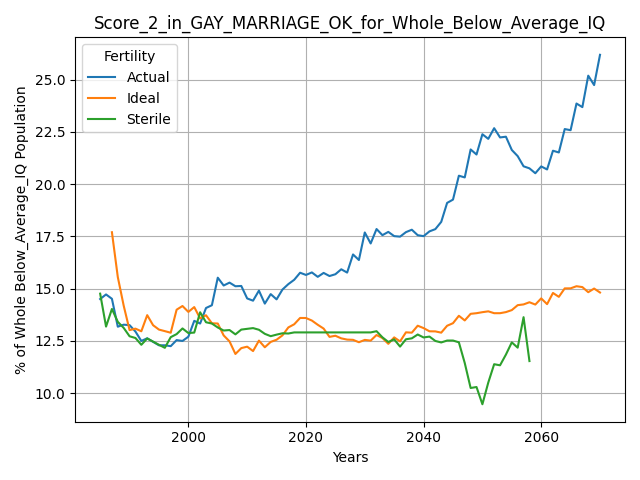 Score_2_in_GAY_MARRIAGE_OK_for_Whole_Below_Average_IQ
Fertility
Actual
Ideal
Sterile
% of Whole Below_Average_IQ Population
25.0
22.5
20.0
17.5
15.0
12.5
10.0
2000
2020
2040
2060
Years